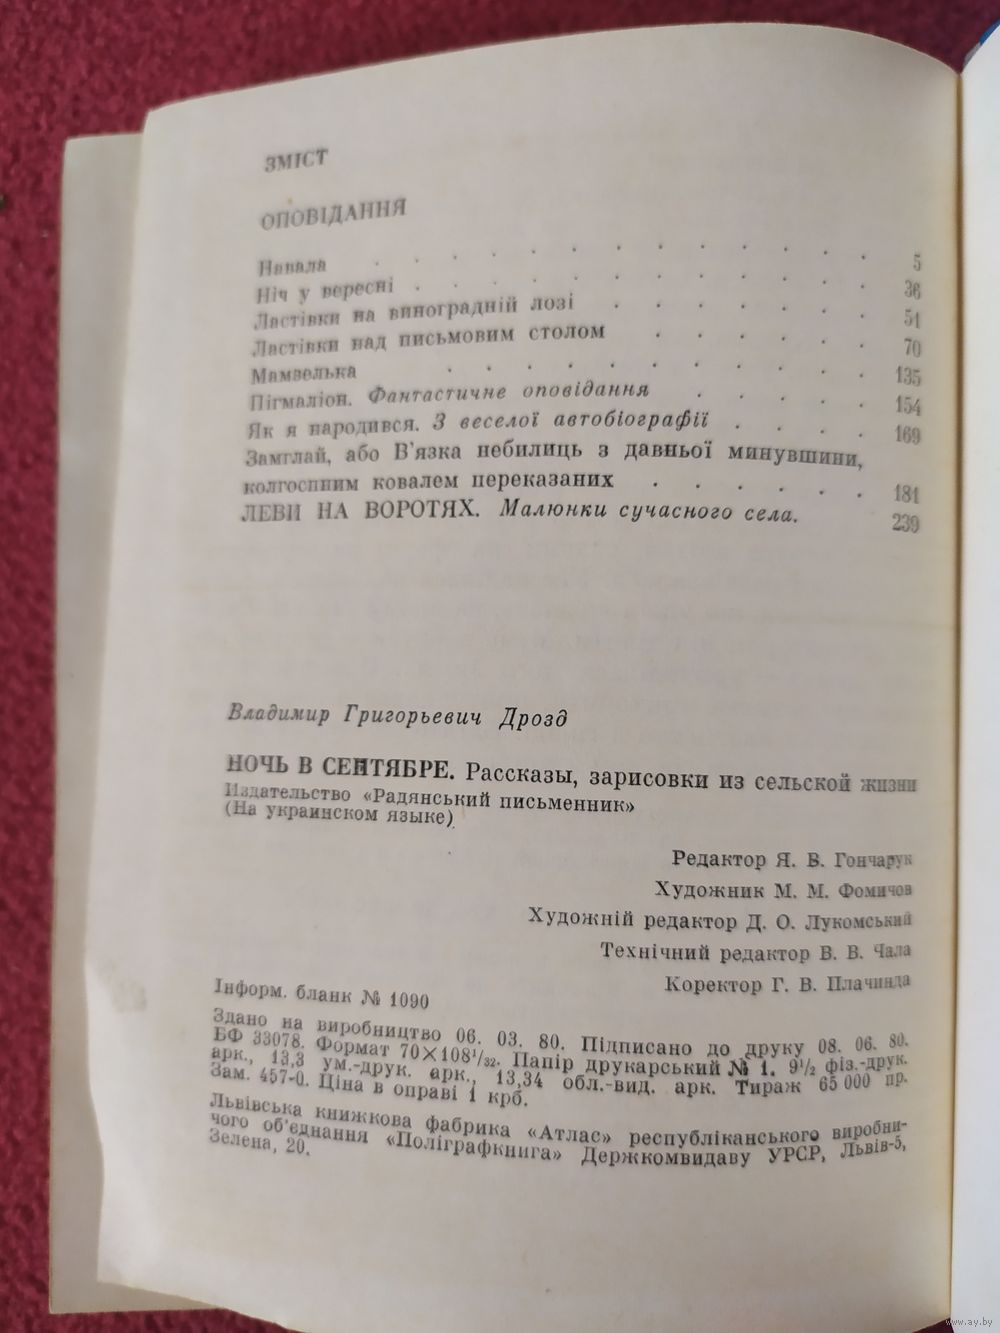 ЗМІСТ
ОПОВІДАННЯ
Навала . . . . . . . . . . 5
Ніч у вересні . . . . . . . . . 36
Ластівки на виноградній лозі . . . . . 51
Ластівки над письмовим столом . . . . 70
Мамзелька . . . . . . . . . 135
Пігмаліон. Фантастичне оповідання . . . . 154
Як я народився. З веселої автобіографії . . . . 169
Замглай, або В'язка небилиць з давньої минувшини,
колгоспним ковалем переказаних . . . . . . 181
ЛЕВИ НА ВОРОТЯХ. Малюнки сучасного села. 239
Владимир Григорьевич Дрозд
НОЧЬ В СЕНТЯБРЕ. Рассказы, зарисовки из сельской жизни
Издательство «Радянський письменник»
(На украинском языке)
Редактор Я. В. Гончарук
Художник М. М. Фомичов
Художній редактор Д. О. Лукомський
Технічний редактор В. В. Чала
Коректор Г. В. Плачинда
Інформ. бланк № 1090
Здано на виробництво 06. 03. 80. Підписано до друку 08. 06. 80.
БФ 33078. Формат 70×108¹/₃₂. Папір друкарський № 1. 9½ фіз.-друк.
арк., 13,3 ум.-друк. арк., 13,34 обл.-вид. арк. Тираж 65 000 пр.
Зам. 457-0. Ціна в оправі 1 крб.
Львівська книжкова фабрика «Атлас» республіканського виробни-
чого об'єднання «Поліграфкнига» Держкомвидаву УРСР, Львів-5,
Зелена, 20.
www.ay.by